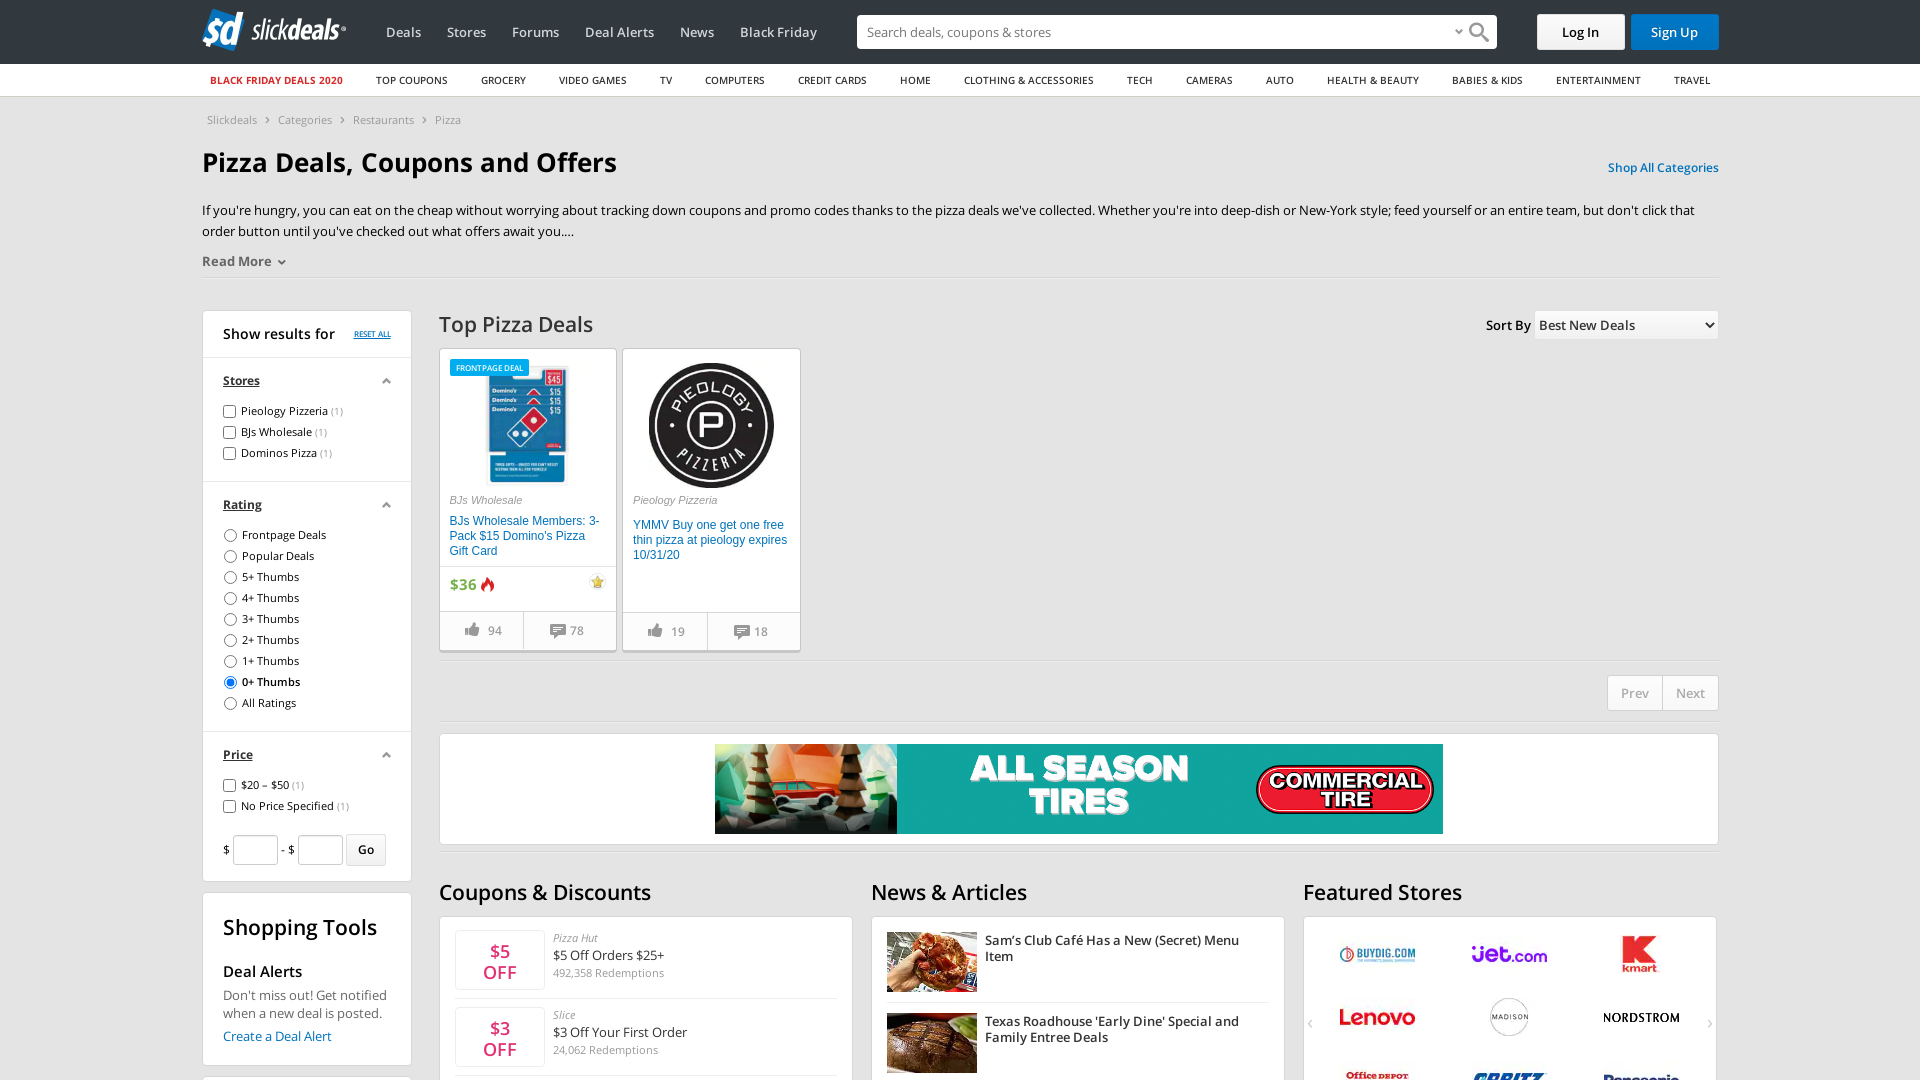 slickdeals
Deals
Stores
Forums
Deal Alerts
News
Black Friday
Search deals, coupons & stores
Log In
Sign Up
BLACK FRIDAY DEALS 2020
TOP COUPONS
GROCERY
VIDEO GAMES
TV
COMPUTERS
CREDIT CARDS
HOME
CLOTHING & ACCESSORIES
TECH
CAMERAS
AUTO
HEALTH & BEAUTY
BABIES & KIDS
ENTERTAINMENT
TRAVEL
Slickdeals › Categories › Restaurants › Pizza
Pizza Deals, Coupons and Offers
Shop All Categories
If you're hungry, you can eat on the cheap without worrying about tracking down coupons and promo codes thanks to the pizza deals we've collected. Whether you're into deep-dish or New-York style; feed yourself or an entire team, but don't click that
order button until you've checked out what offers await you....
Read More
Show results for
RESET ALL
Stores
Pieology Pizzeria (1)
BJs Wholesale (1)
Dominos Pizza (1)
Rating
Frontpage Deals
Popular Deals
5+ Thumbs
4+ Thumbs
3+ Thumbs
2+ Thumbs
1+ Thumbs
0+ Thumbs
All Ratings
Price
$20 – $50 (1)
No Price Specified (1)
$ - $ Go
Shopping Tools
Deal Alerts
Don't miss out! Get notified
when a new deal is posted.
Create a Deal Alert
Top Pizza Deals
Sort By Best New Deals
FRONTPAGE DEAL
$45
Domino's $15
Domino's $15
Domino's $15
BJs Wholesale
BJs Wholesale Members: 3-
Pack $15 Domino's Pizza
Gift Card
$36
94
78
PIEOLOGY
P
PIZZERIA
Pieology Pizzeria
YMMV Buy one get one free
thin pizza at pieology expires
10/31/20
19
18
Prev
Next
ALL SEASON
TIRES
COMMERCIAL
TIRE
Coupons & Discounts
$5
OFF
Pizza Hut
$5 Off Orders $25+
492,358 Redemptions
$3
OFF
Slice
$3 Off Your First Order
24,062 Redemptions
News & Articles
Sam's Club Café Has a New (Secret) Menu
Item
Texas Roadhouse 'Early Dine' Special and
Family Entree Deals
Featured Stores
BUYDIG.COM
Jet.com
K
kmart
Lenovo
MADISON
NORDSTROM
Office DEPOT
ORBITZ
Panasonic